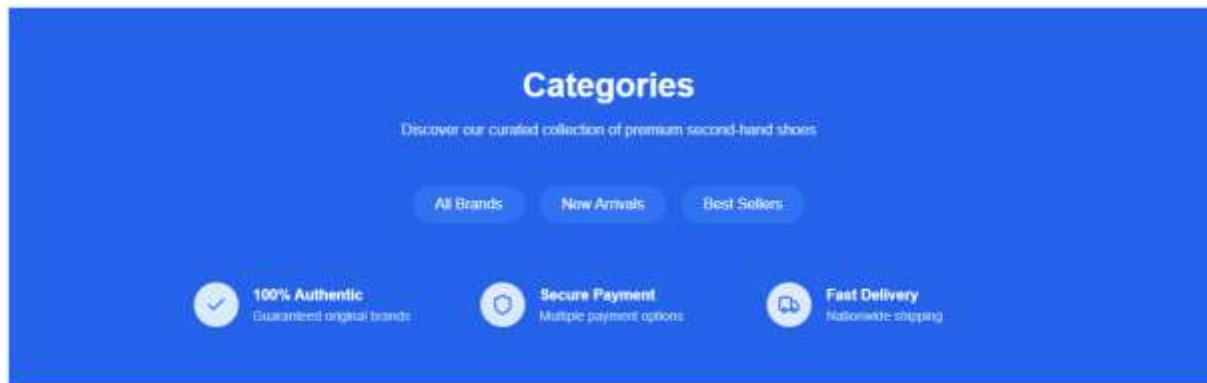 Categories
Discover our curated collection of premium second-hand shoes
All Brands
New Arrivals
Best Sellers
100% Authentic
Guaranteed original brands
Secure Payment
Multiple payment options
Fast Delivery
Nationwide shipping